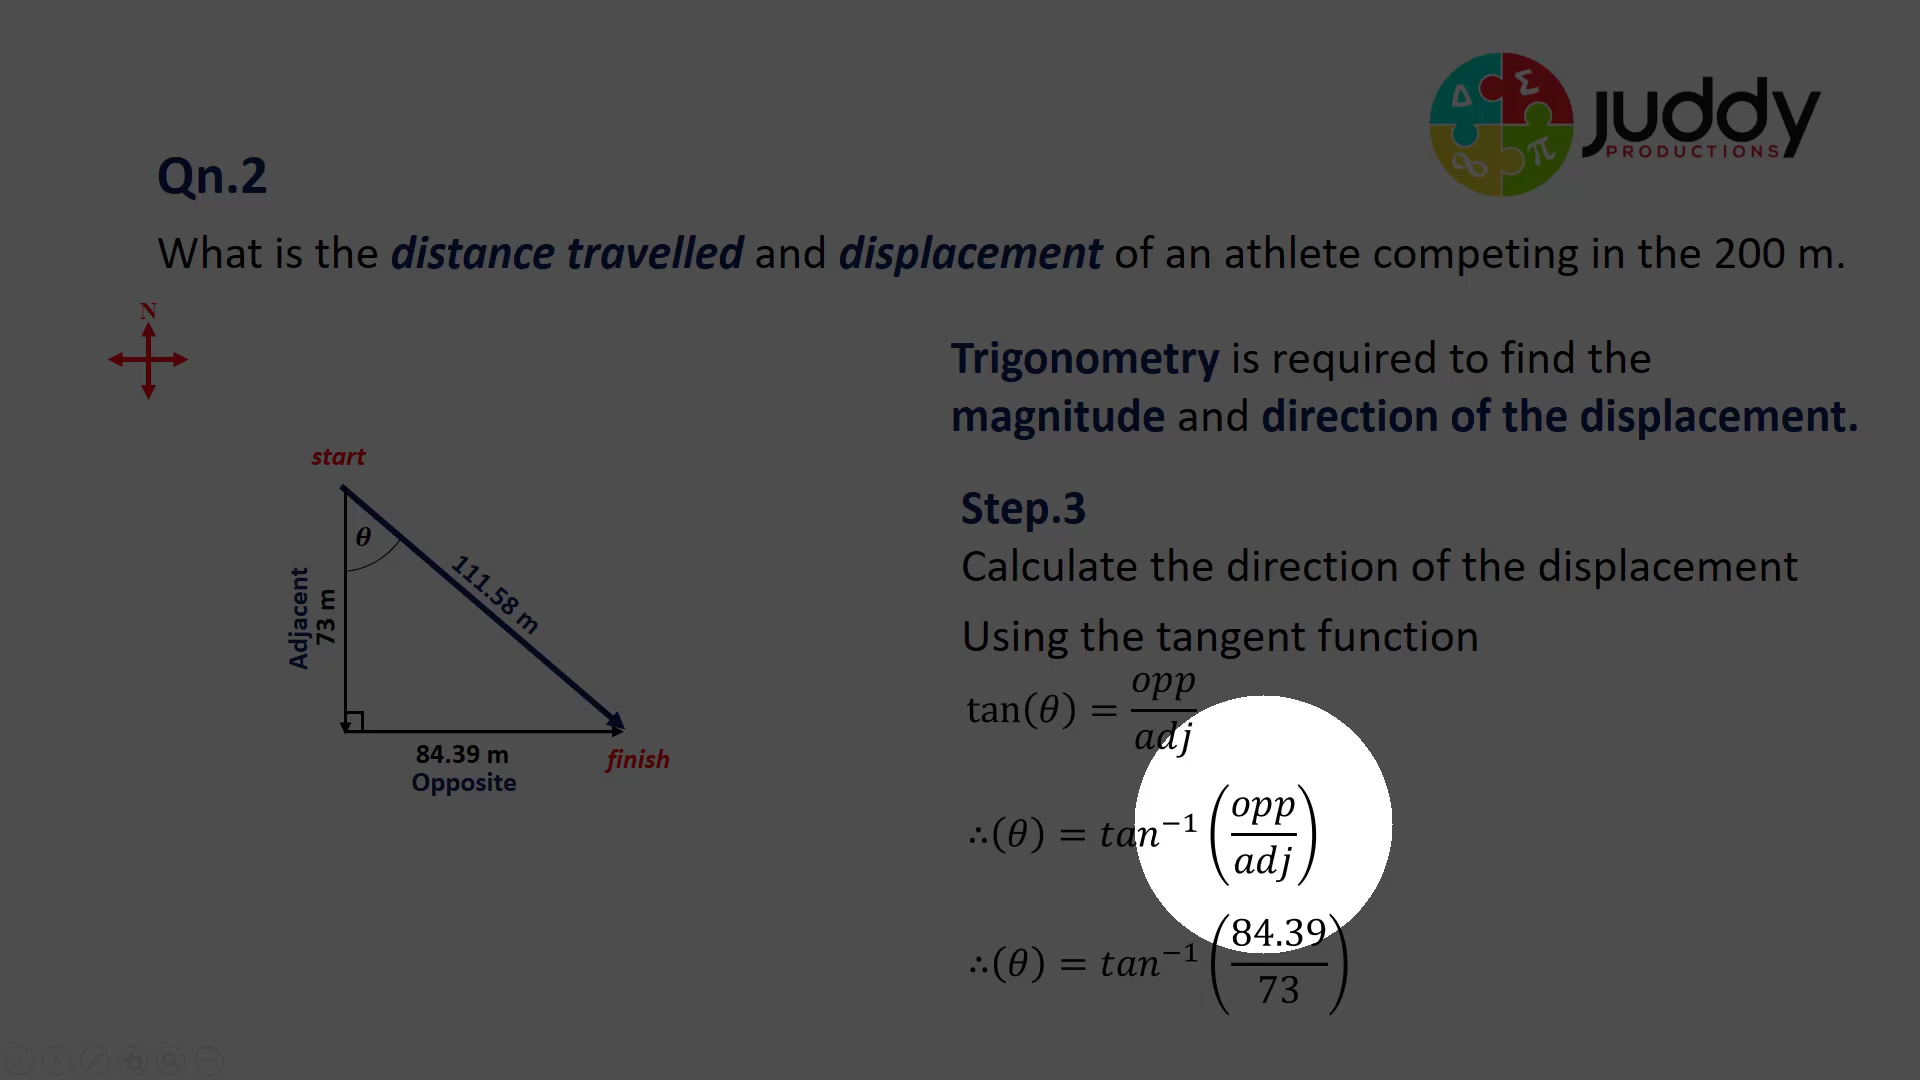 Δ Σ
∞ π
juddy
PRODUCTIONS
Qn.2
What is the distance travelled and displacement of an athlete competing in the 200 m.
N
Trigonometry is required to find the
magnitude and direction of the displacement.
start
θ
111.58 m
Adjacent
73 m
84.39 m
Opposite
finish
Step.3
Calculate the direction of the displacement
Using the tangent function
tan(θ) = opp/adj
∴(θ) = tan⁻¹ (opp/adj)
∴(θ) = tan⁻¹ (84.39/73)